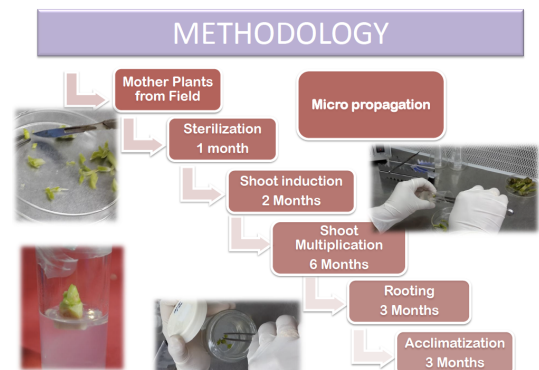 METHODOLOGY
Mother Plants
from Field
Micro propagation
Sterilization
1 month
Shoot induction
2 Months
Shoot
Multiplication
6 Months
Rooting
3 Months
Acclimatization
3 Months